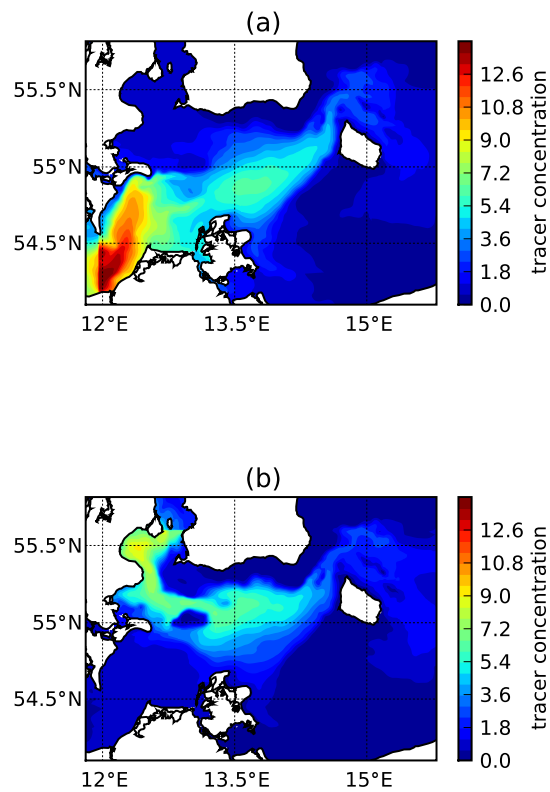 (a)
55.5°N
55°N
54.5°N
12°E 13.5°E 15°E
12.6
10.8
9.0
7.2
5.4
3.6
1.8
0.0
tracer concentration
(b)
55.5°N
55°N
54.5°N
12°E 13.5°E 15°E
12.6
10.8
9.0
7.2
5.4
3.6
1.8
0.0
tracer concentration